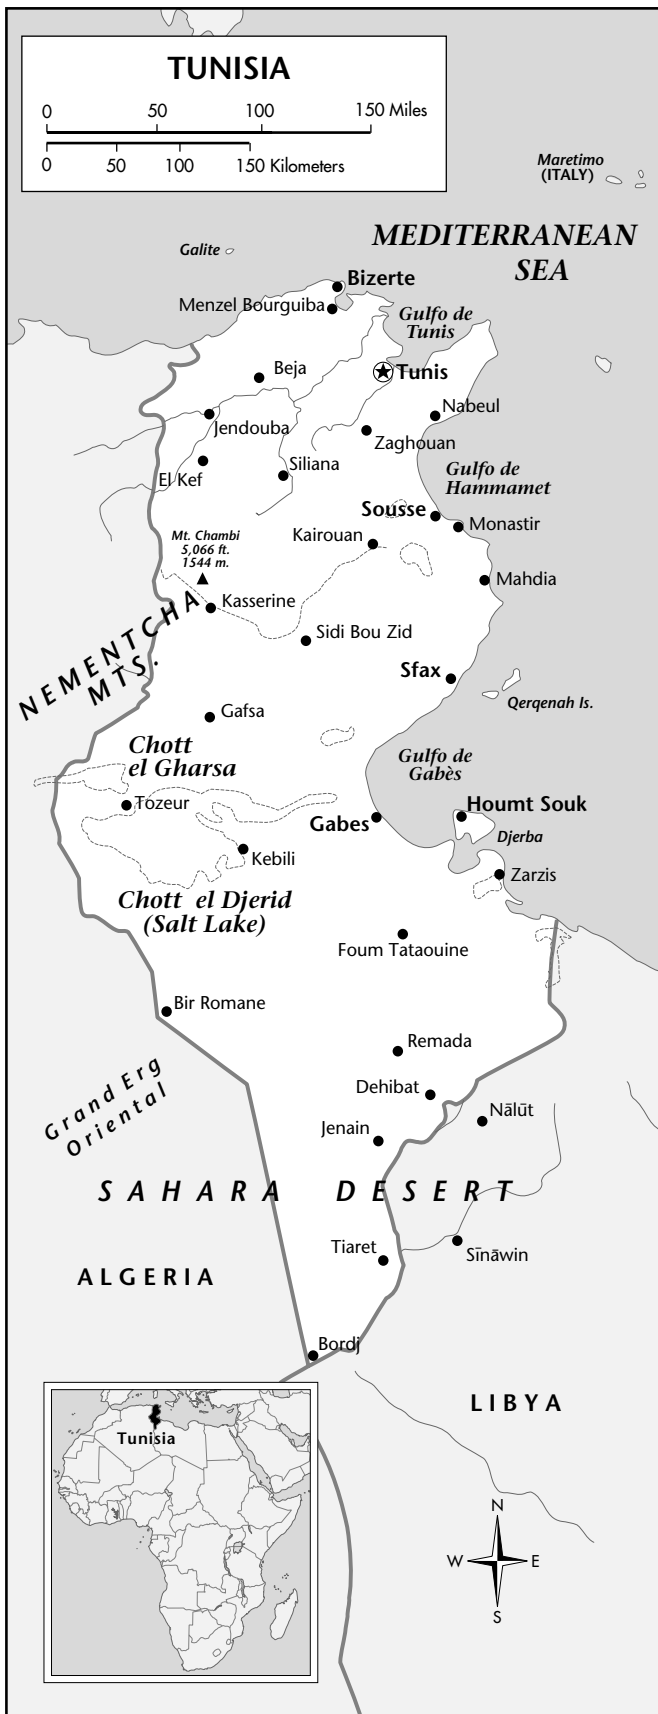 TUNISIA
0 50 100 150 Miles
0 50 100 150 Kilometers
Maretimo
(ITALY)
MEDITERRANEAN
SEA
Galite
Bizerte
Menzel Bourguiba
Gulfo de
Tunis
Beja
Tunis
Nabeul
Jendouba
Zaghouan
El Kef
Siliana
Gulfo de
Hammamet
Sousse
Monastir
Mt. Chambi
5,066 ft.
1544 m.
Kairouan
Mahdia
Kasserine
NEMENTCHA
MTS.
Sidi Bou Zid
Sfax
Qerqenah Is.
Gafsa
Chott
el Gharsa
Gulfo de
Gabès
Tozeur
Gabes
Houmt Souk
Djerba
Kebili
Zarzis
Chott el Djerid
(Salt Lake)
Foum Tataouine
Bir Romane
Remada
Grand Erg
Oriental
Dehibat
Nālūt
Jenain
SAHARA DESERT
Tiaret
Sīnāwin
ALGERIA
Bordj
LIBYA
Tunisia
N
W E
S